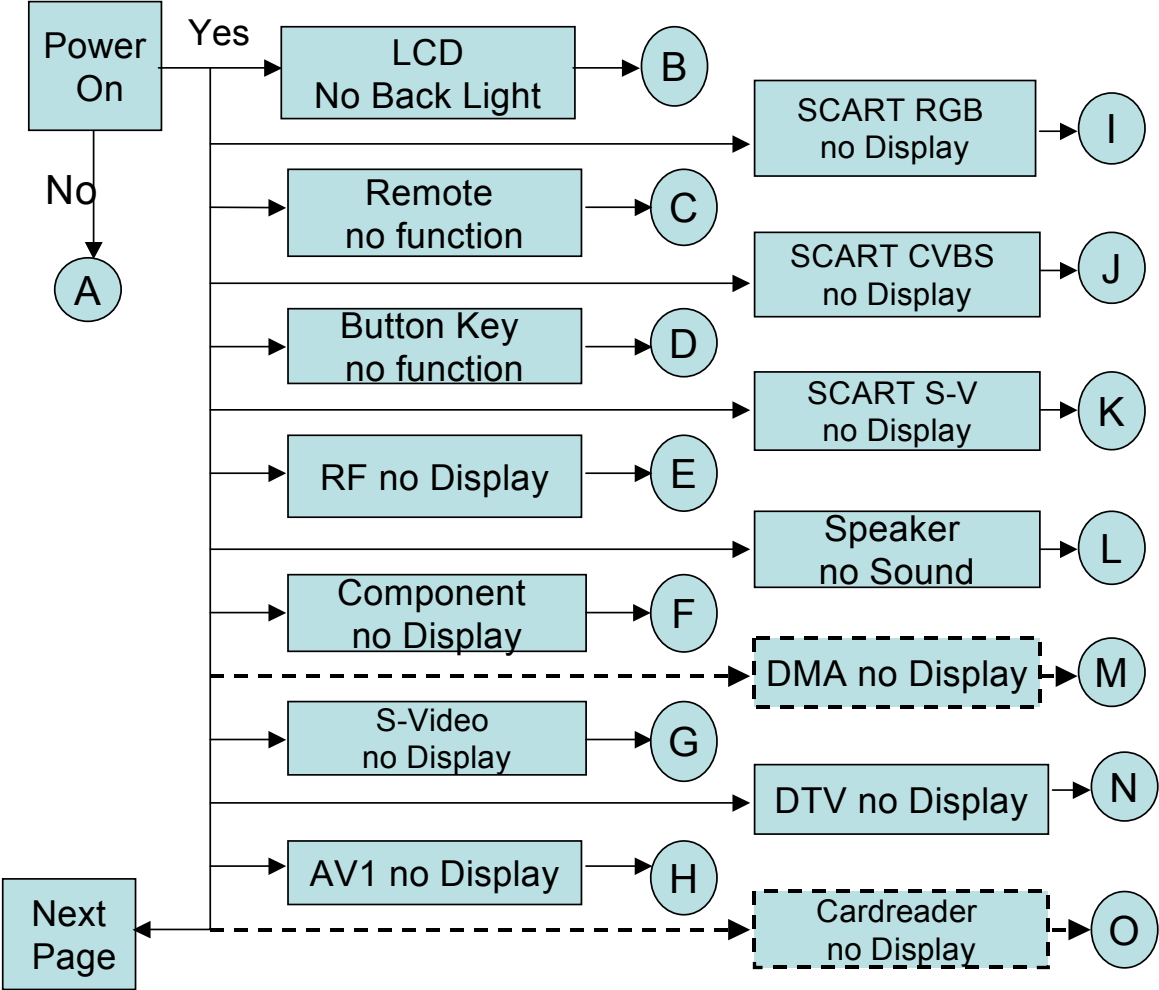 Power
On
Yes
No
A
LCD
No Back Light
B
SCART RGB
no Display
I
Remote
no function
C
SCART CVBS
no Display
J
Button Key
no function
D
SCART S-V
no Display
K
RF no Display
E
Speaker
no Sound
L
Component
no Display
F
DMA no Display
M
S-Video
no Display
G
DTV no Display
N
AV1 no Display
H
Cardreader
no Display
O
Next
Page